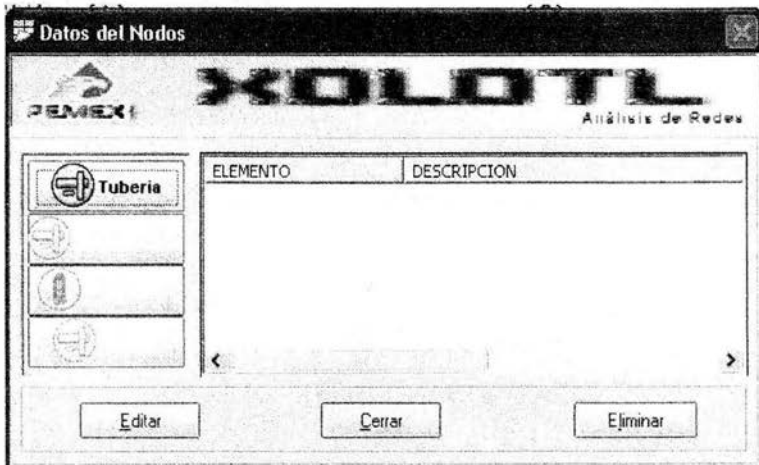 Datos del Nodos
PEMEX
XOLOTL
Análisis de Redes
Tuberia
ELEMENTO DESCRIPCION
Editar Cerrar Eliminar